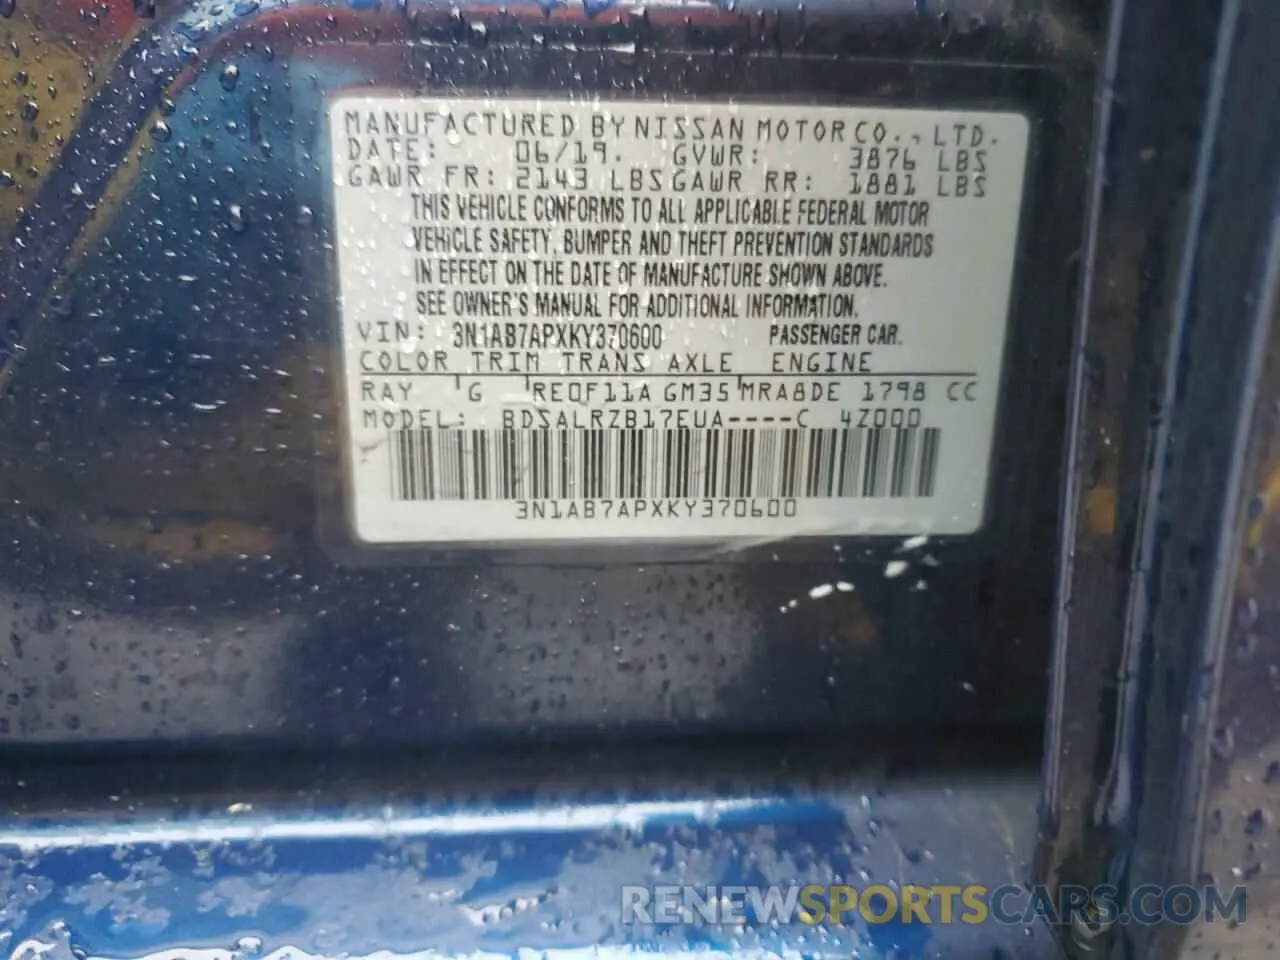 MANUFACTURED BY NISSAN MOTOR CO., LTD.
DATE: 06/19. GVWR: 3876 LBS
GAWR FR: 2143 LBS GAWR RR: 1881 LBS
THIS VEHICLE CONFORMS TO ALL APPLICABLE FEDERAL MOTOR
VEHICLE SAFETY, BUMPER AND THEFT PREVENTION STANDARDS
IN EFFECT ON THE DATE OF MANUFACTURE SHOWN ABOVE.
SEE OWNER'S MANUAL FOR ADDITIONAL INFORMATION.
VIN: 3N1AB7APXKY370600 PASSENGER CAR.
COLOR TRIM TRANS AXLE ENGINE
RAY G RE0F11A GM35 MRA8DE 1798 CC
MODEL: BDSALRZB17EUA----C 4Z000
3N1AB7APXKY370600
RENEWSPORTSCARS.COM